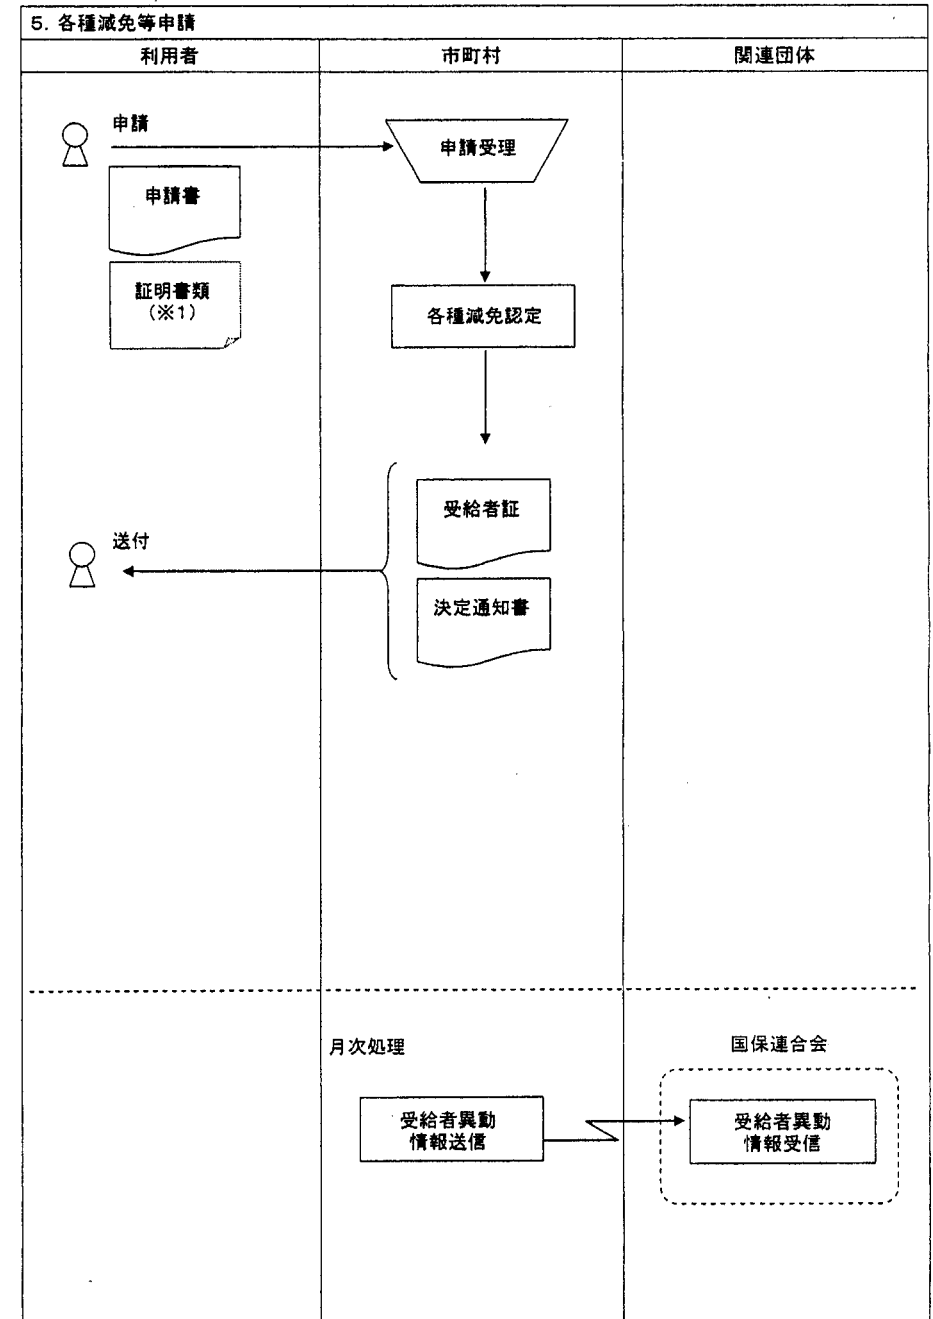 5. 各種減免等申請
利用者
市町村
関連団体
申請
申請受理
申請書
証明書類
(※1)
各種減免認定
受給者証
送付
決定通知書
月次処理
国保連合会
受給者異動
情報送信
受給者異動
情報受信